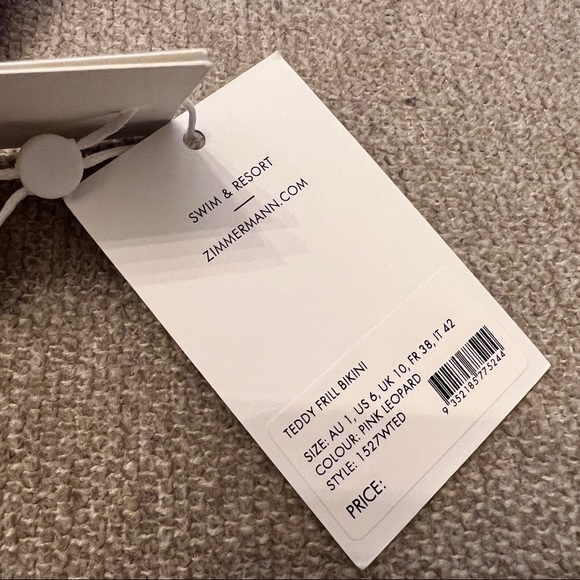 SWIM & RESORT
ZIMMERMANN.COM
TEDDY FRILL BIKINI
SIZE: AU 1, US 6, UK 10, FR 38, IT 42
COLOUR: PINK LEOPARD
STYLE: 1527WTED
PRICE:
9 352185 775244